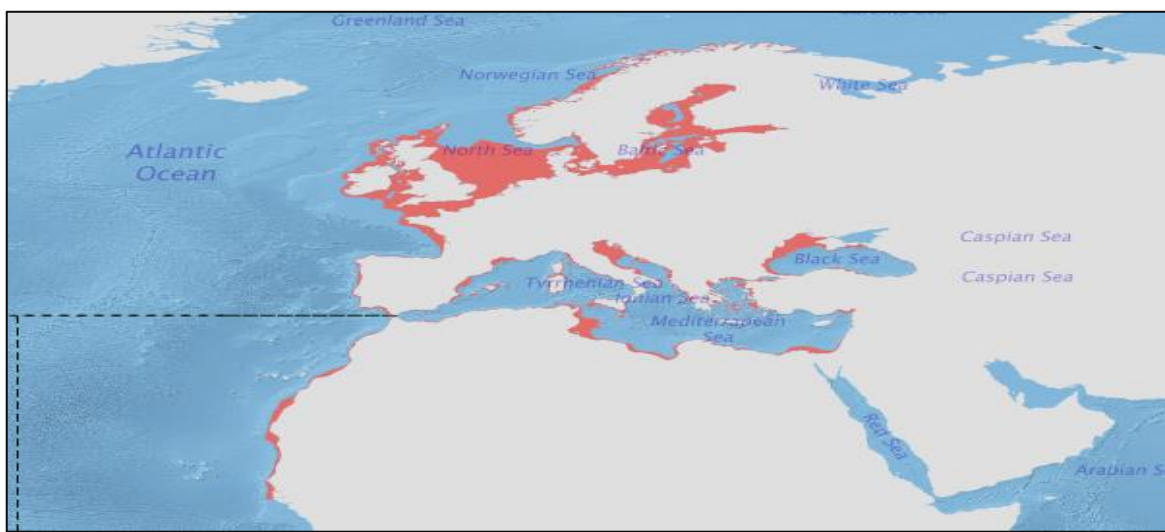 Greenland Sea
Norwegian Sea
White Sea
Atlantic
Ocean
North Sea
Baltic Sea
Caspian Sea
Black Sea
Caspian Sea
Tyrrhenian Sea
Ionian Sea
Mediterranean
Sea
Red Sea
Arabian S